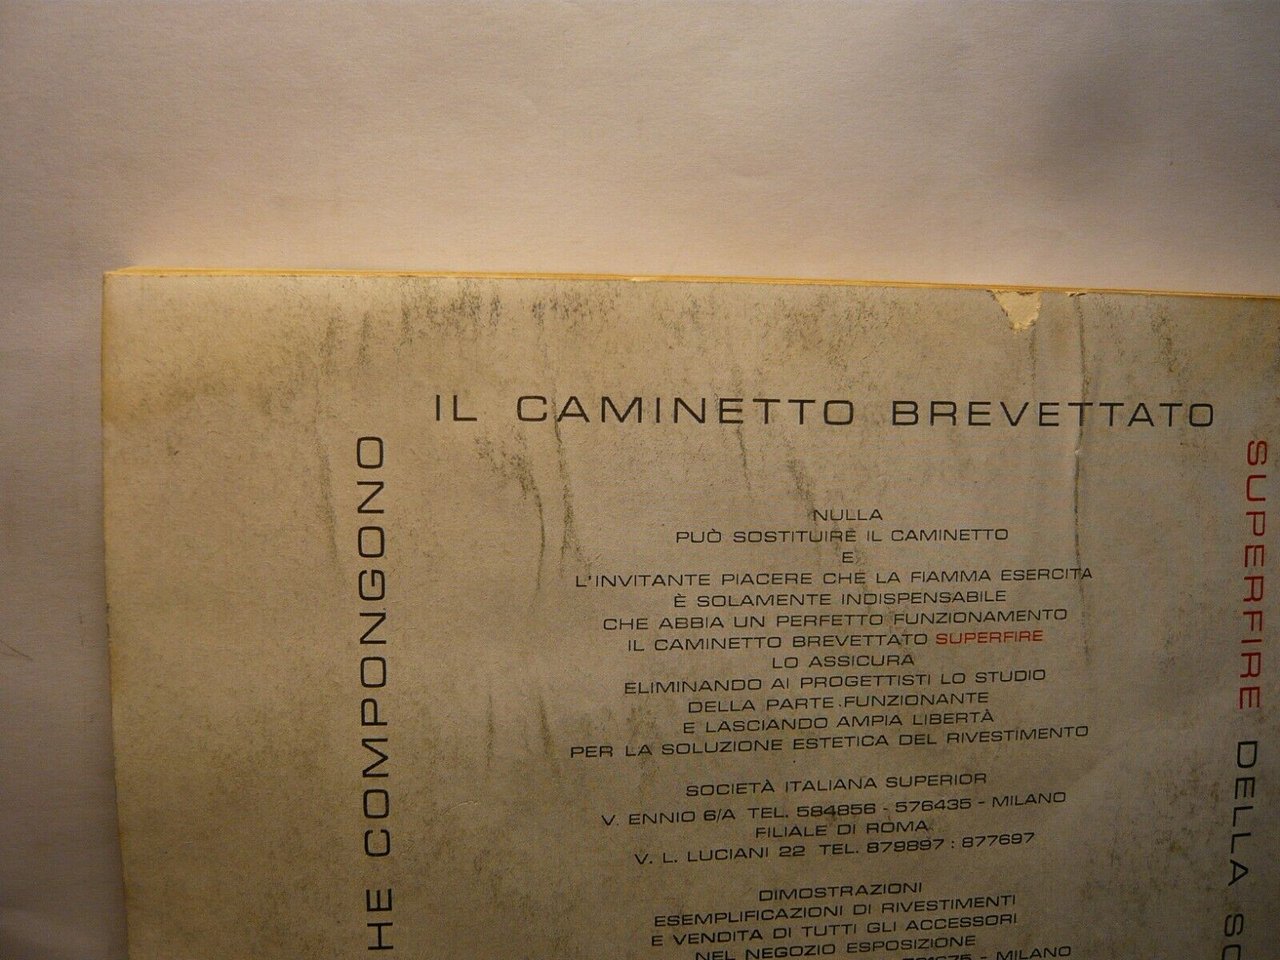 IL CAMINETTO BREVETTATO
SUPERFIRE DELLA
HE COMPONGONO
NULLA
PUÒ SOSTITUIRE IL CAMINETTO
E
L'INVITANTE PIACERE CHE LA FIAMMA ESERCITA
È SOLAMENTE INDISPENSABILE
CHE ABBIA UN PERFETTO FUNZIONAMENTO
IL CAMINETTO BREVETTATO SUPERFIRE
LO ASSICURA
ELIMINANDO AI PROGETTISTI LO STUDIO
DELLA PARTE FUNZIONANTE
E LASCIANDO AMPIA LIBERTÀ
PER LA SOLUZIONE ESTETICA DEL RIVESTIMENTO
SOCIETÀ ITALIANA SUPERIOR
V. ENNIO 6/A TEL. 584856 - 576435 - MILANO
FILIALE DI ROMA
V. L. LUCIANI 22 TEL. 879897 : 877697
DIMOSTRAZIONI
ESEMPLIFICAZIONI DI RIVESTIMENTI
E VENDITA DI TUTTI GLI ACCESSORI
NEL NEGOZIO ESPOSIZIONE
- MILANO